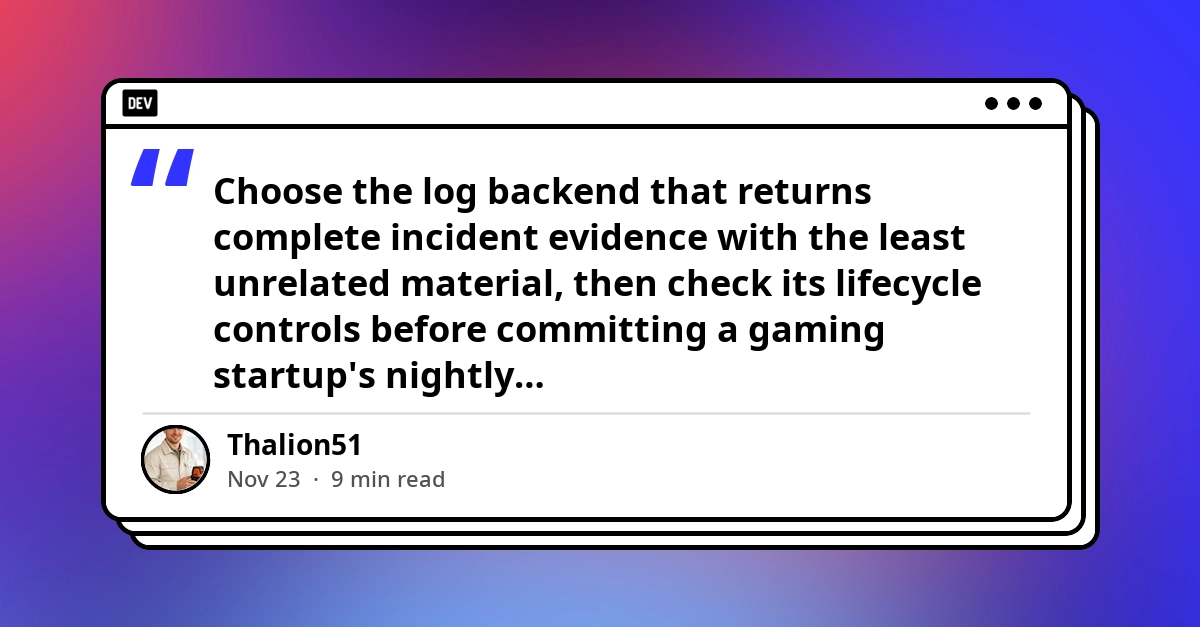 DEV
Choose the log backend that returns
complete incident evidence with the least
unrelated material, then check its lifecycle
controls before committing a gaming
startup's nightly...
Thalion51
Nov 23 · 9 min read